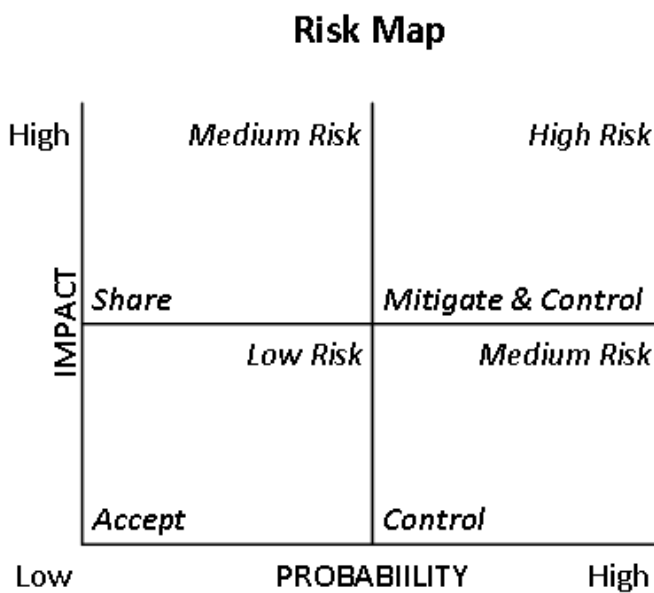 Risk Map
High
Medium Risk
High Risk
IMPACT
Share
Mitigate & Control
Low Risk
Medium Risk
Accept
Control
Low
PROBABIILITY
High